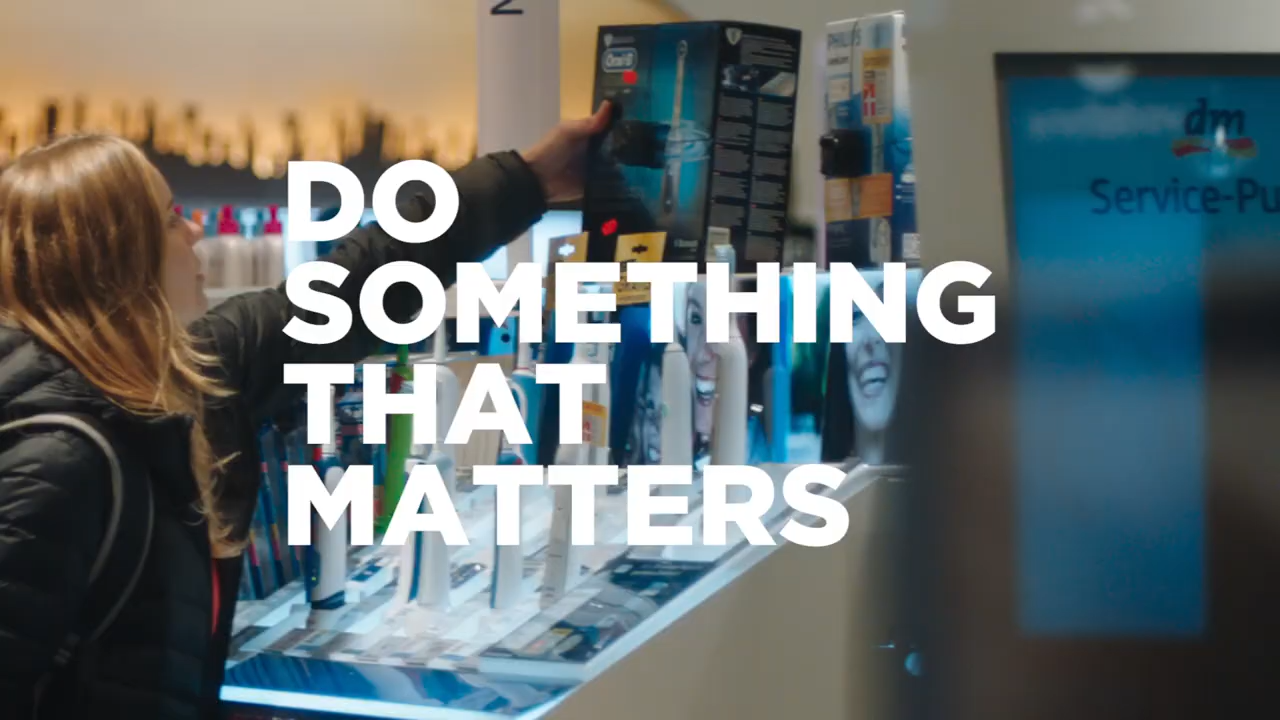 DO
SOMETHING
THAT
MATTERS
Oral-B
PHILIPS
dm
Service-Pu